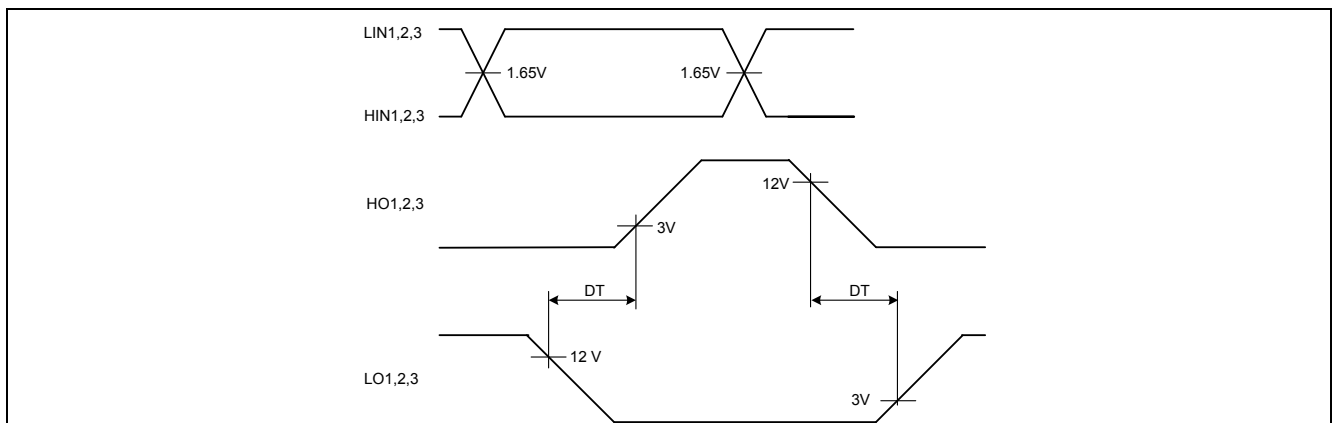 LIN1,2,3
1.65V
1.65V
HIN1,2,3
12V
HO1,2,3
3V
DT
DT
12 V
LO1,2,3
3V